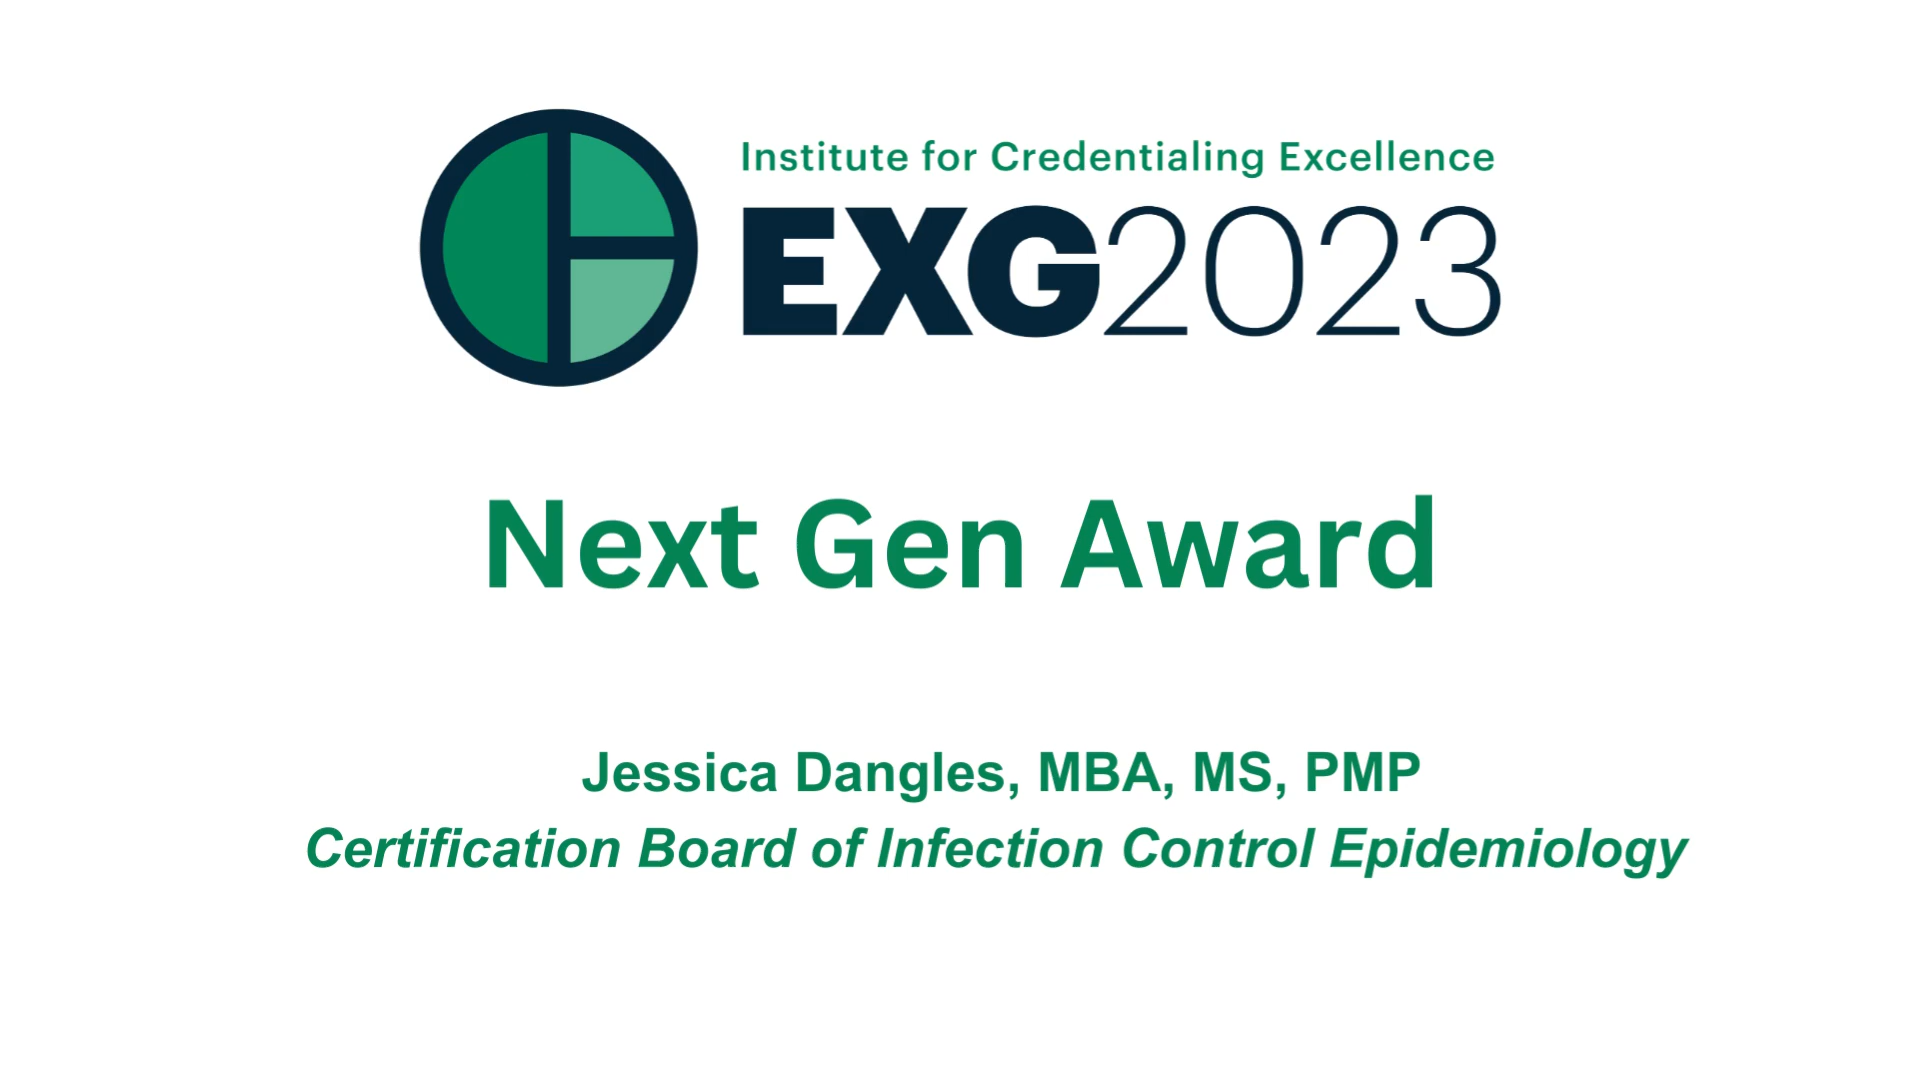 Institute for Credentialing Excellence
EXG2023
Next Gen Award
Jessica Dangles, MBA, MS, PMP
Certification Board of Infection Control Epidemiology